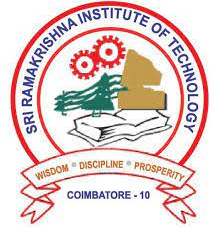 SRI RAMAKRISHNA INSTITUTE OF TECHNOLOGY
WISDOM * DISCIPLINE * PROSPERITY
COIMBATORE - 10